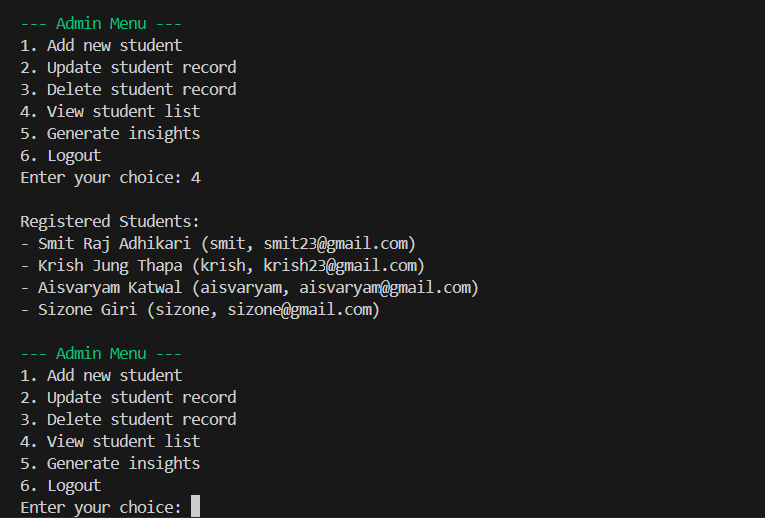 --- Admin Menu ---
1. Add new student
2. Update student record
3. Delete student record
4. View student list
5. Generate insights
6. Logout
Enter your choice: 4
Registered Students:
- Smit Raj Adhikari (smit, smit23@gmail.com)
- Krish Jung Thapa (krish, krish23@gmail.com)
- Aisvaryam Katwal (aisvaryam, aisvaryam@gmail.com)
- Sizone Giri (sizone, sizone@gmail.com)
--- Admin Menu ---
1. Add new student
2. Update student record
3. Delete student record
4. View student list
5. Generate insights
6. Logout
Enter your choice: